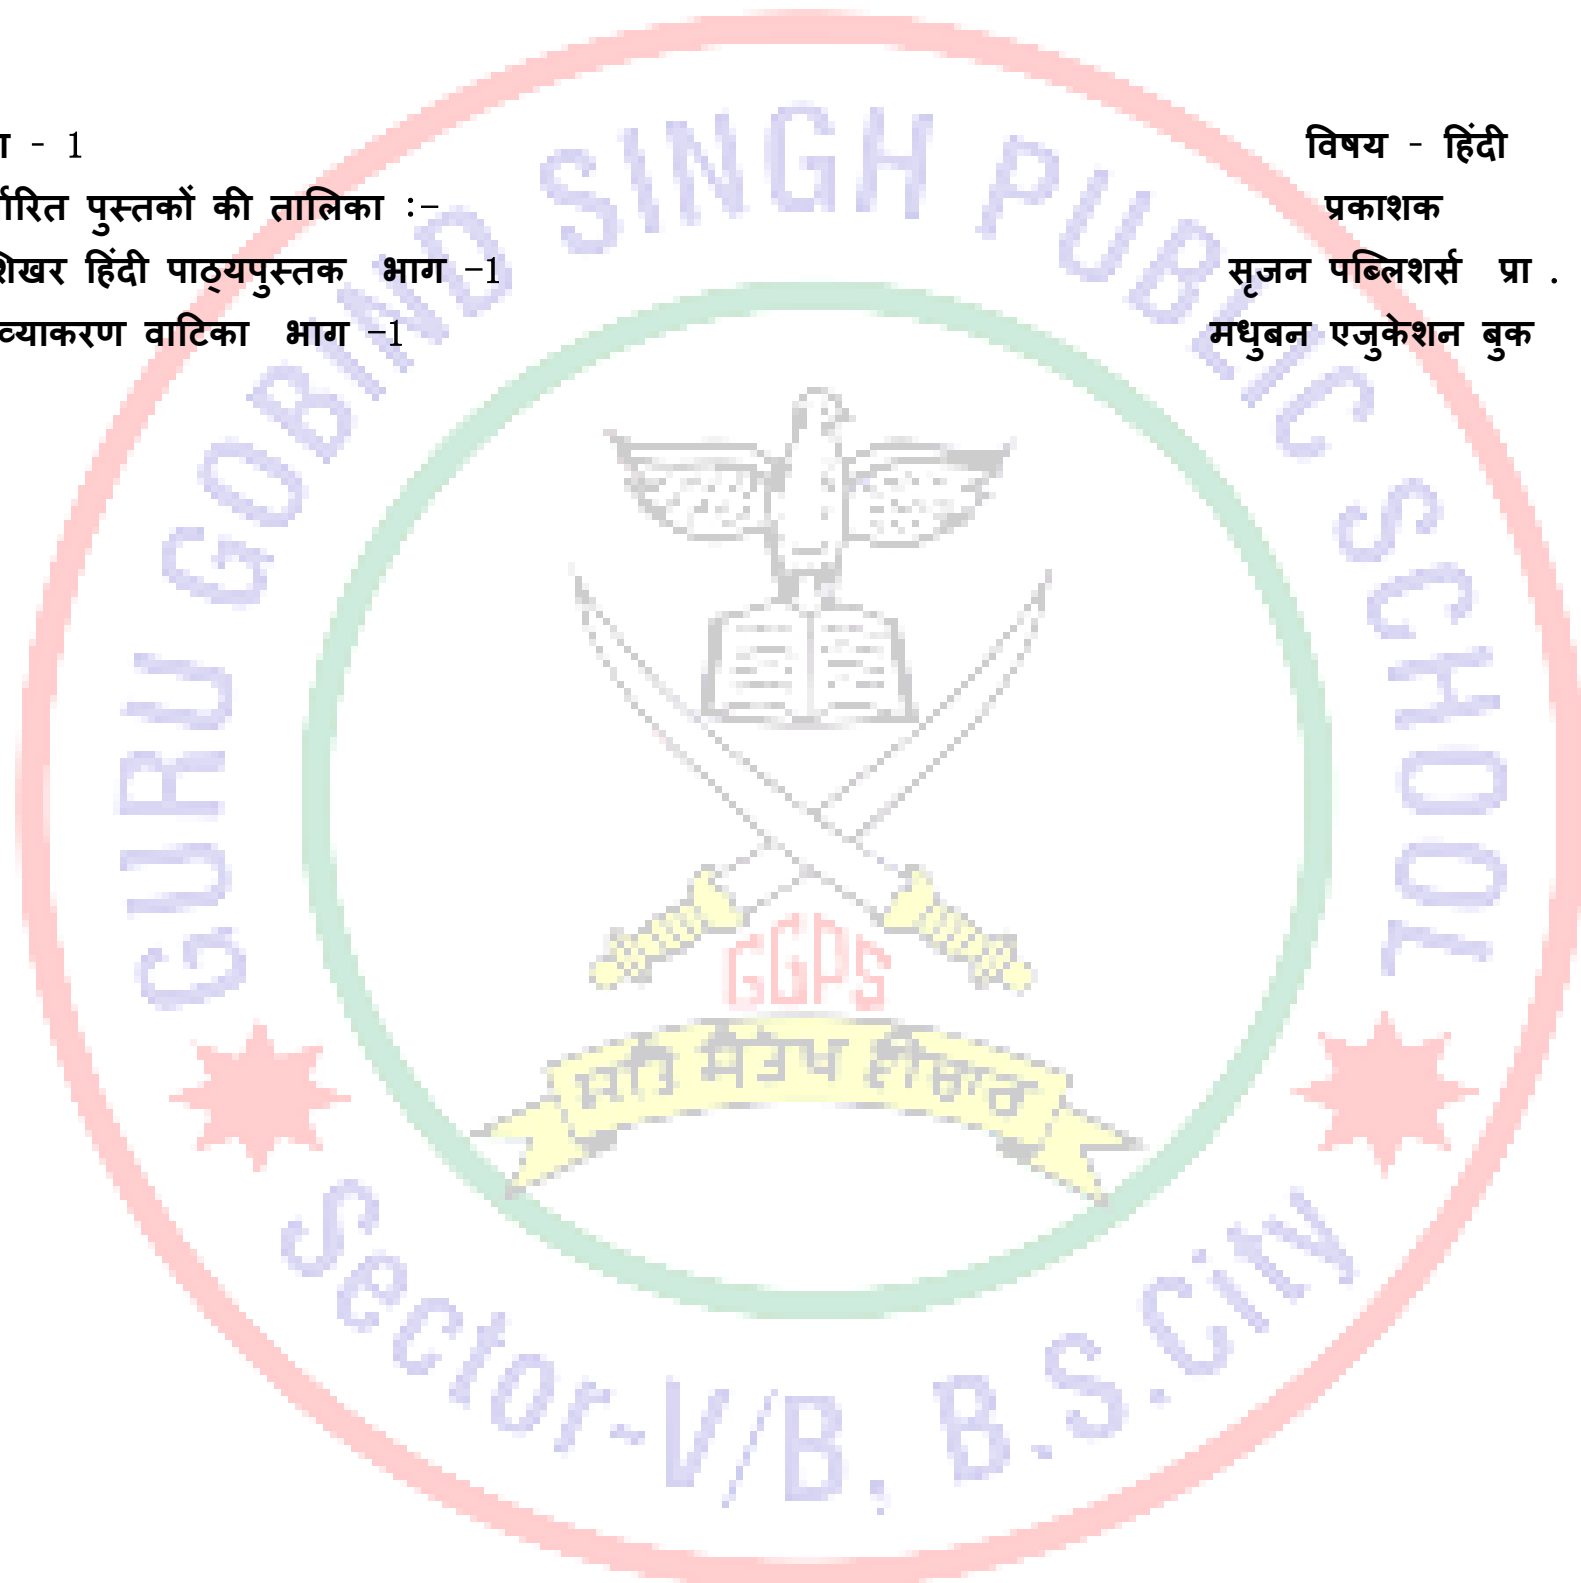 ा - 1 विषय - हिंदी
र्धारित पुस्तकों की तालिका :- प्रकाशक
शिखर हिंदी पाठ्यपुस्तक भाग -1 सृजन पब्लिशर्स प्रा .
व्याकरण वाटिका भाग -1 मधुबन एजुकेशन बुक
GURU GOBIND SINGH PUBLIC SCHOOL
GGPS
Sector-V/B, B.S.City